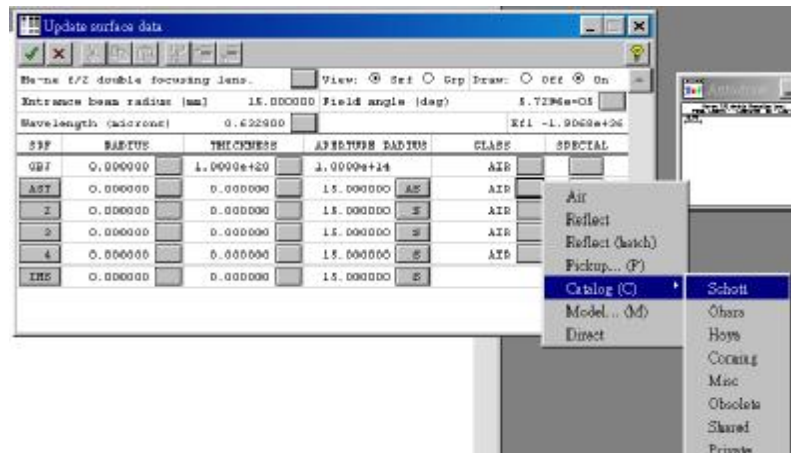 Update surface data
He-ne f/2 double focusing lens. View: Srf Grp Draw: Off On
Entrance beam radius (mm) 15.000000 Field angle (deg) 5.7296e-05
Wavelength (microns) 0.632800 Efl
SRF RADIUS THICKNESS APERTURE RADIUS GLASS SPECIAL
OBJ 0.000000 1.0000e+20 1.0000e+14 AIR
AST 0.000000 0.000000 15.000000 AS AIR
2 0.000000 0.000000 15.000000 S AIR
3 0.000000 0.000000 15.000000 S AIR
4 0.000000 0.000000 15.000000 S AIR
IMS 0.000000 0.000000 15.000000 S
Air
Reflect
Reflect (hatch)
Pickup... (P)
Catalog (C)
Model... (M)
Direct
Schott
Ohara
Hoya
Corning
Misc
Obsolete
Shared
Private